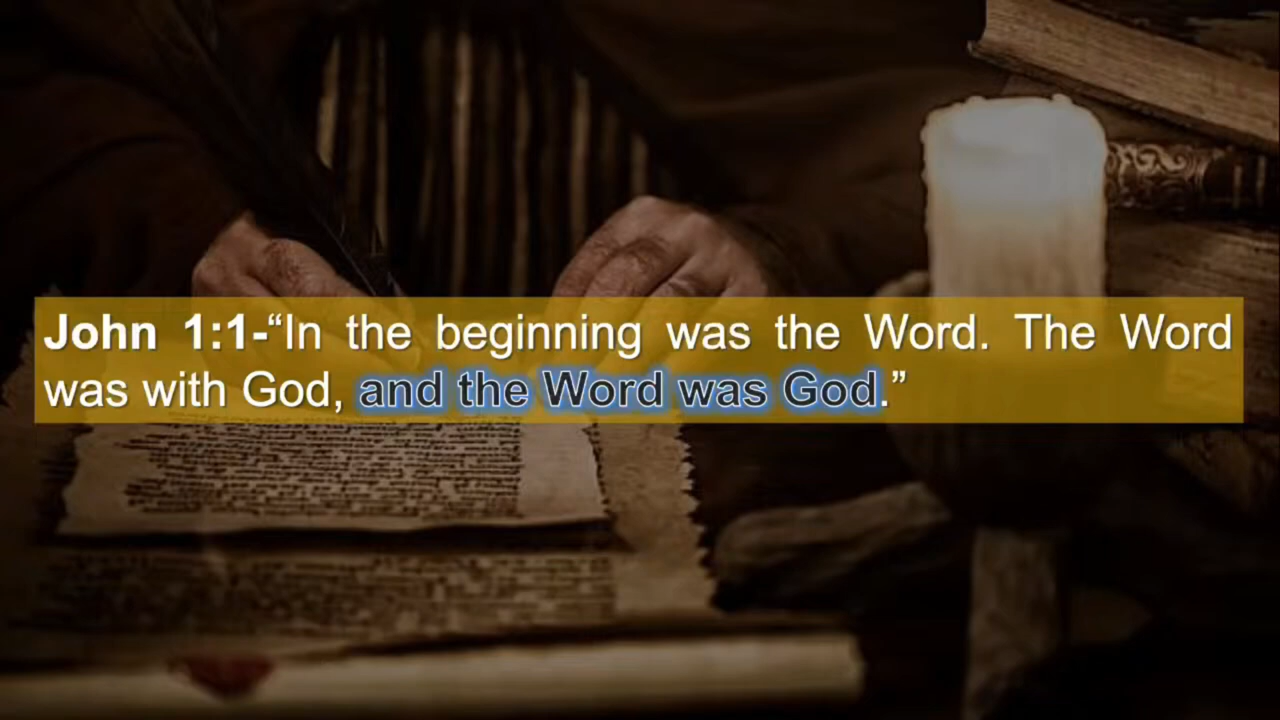 John 1:1-“In the beginning was the Word. The Word
was with God, and the Word was God.”